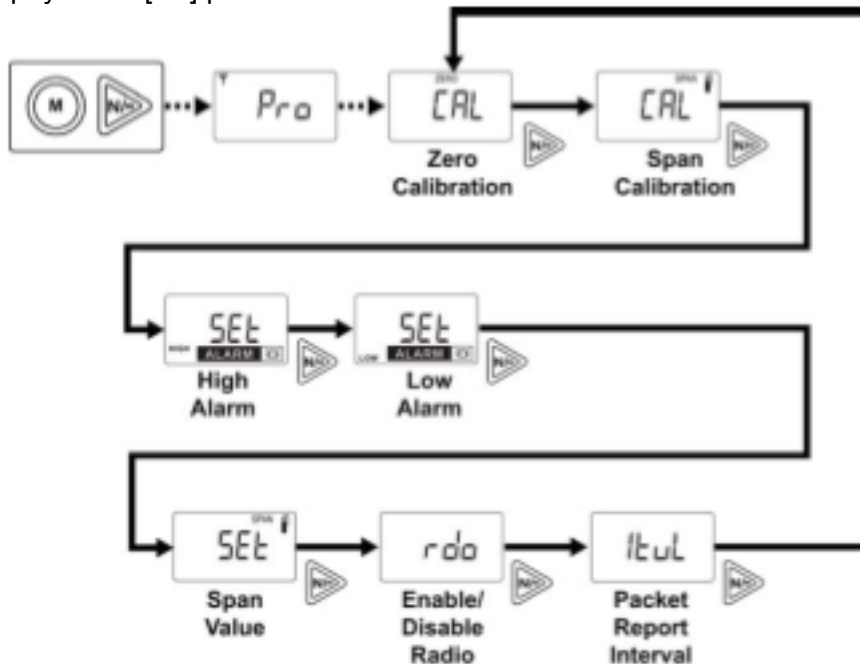 M
Pro
ZERO
CAL
SPAN
CAL
Zero
Calibration
Span
Calibration
SEt
HIGH
ALARM
SEt
LOW
ALARM
High
Alarm
Low
Alarm
SPAN
SEt
rdo
ItuL
Span
Value
Enable/
Disable
Radio
Packet
Report
Interval